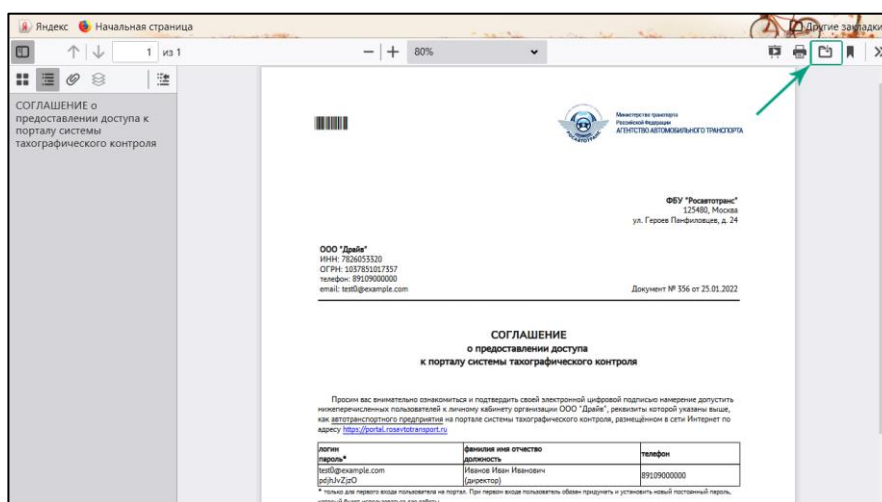 Яндекс Начальная страница Другие закладки
1 из 1 80%
СОГЛАШЕНИЕ о
предоставлении доступа к
порталу системы
тахографического контроля
Министерство транспорта
Российской Федерации
АГЕНТСТВО АВТОМОБИЛЬНОГО ТРАНСПОРТА
РОСАВТОТРАНС
ФБУ "Росавтотранс"
125480, Москва
ул. Героев Панфиловцев, д. 24
ООО "Драйв"
ИНН: 7826053320
ОГРН: 1037851017357
телефон: 89109000000
email: test0@example.com
Документ № 356 от 25.01.2022
СОГЛАШЕНИЕ
о предоставлении доступа
к порталу системы тахографического контроля
Просим вас внимательно ознакомиться и подтвердить своей электронной цифровой подписью намерение допустить
нижеперечисленных пользователей к личному кабинету организации ООО "Драйв", реквизиты которой указаны выше,
как автотранспортного предприятия на портале системы тахографического контроля, размещённом в сети Интернет по
адресу https://portal.rosavtotransport.ru
логин
пароль*
фамилия имя отчество
должность
телефон
test0@example.com
pdjhJvZjzO
Иванов Иван Иванович
(директор)
89109000000
* только для первого входа пользователя на портал. При первом входе пользователь обязан придумать и установить новый постоянный пароль,